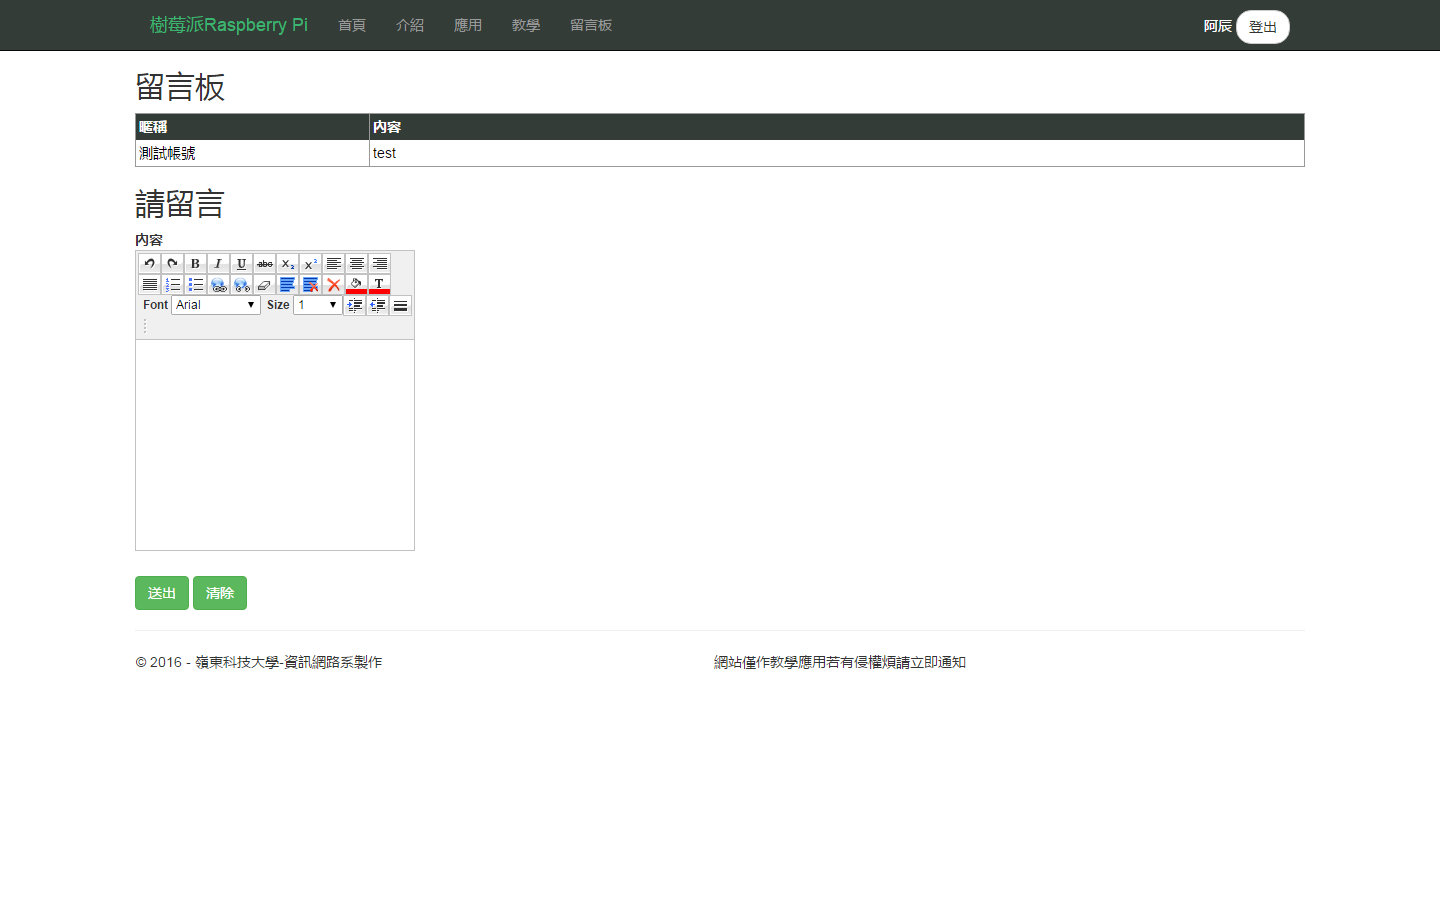 樹莓派Raspberry Pi 首頁 介紹 應用 教學 留言板 阿辰 登出
留言板
暱稱 內容
測試帳號 test
請留言
內容
B I U abc X₂ X²
T
Font Arial Size 1
送出 清除
© 2016 - 嶺東科技大學-資訊網路系製作 網站僅作教學應用若有侵權煩請立即通知